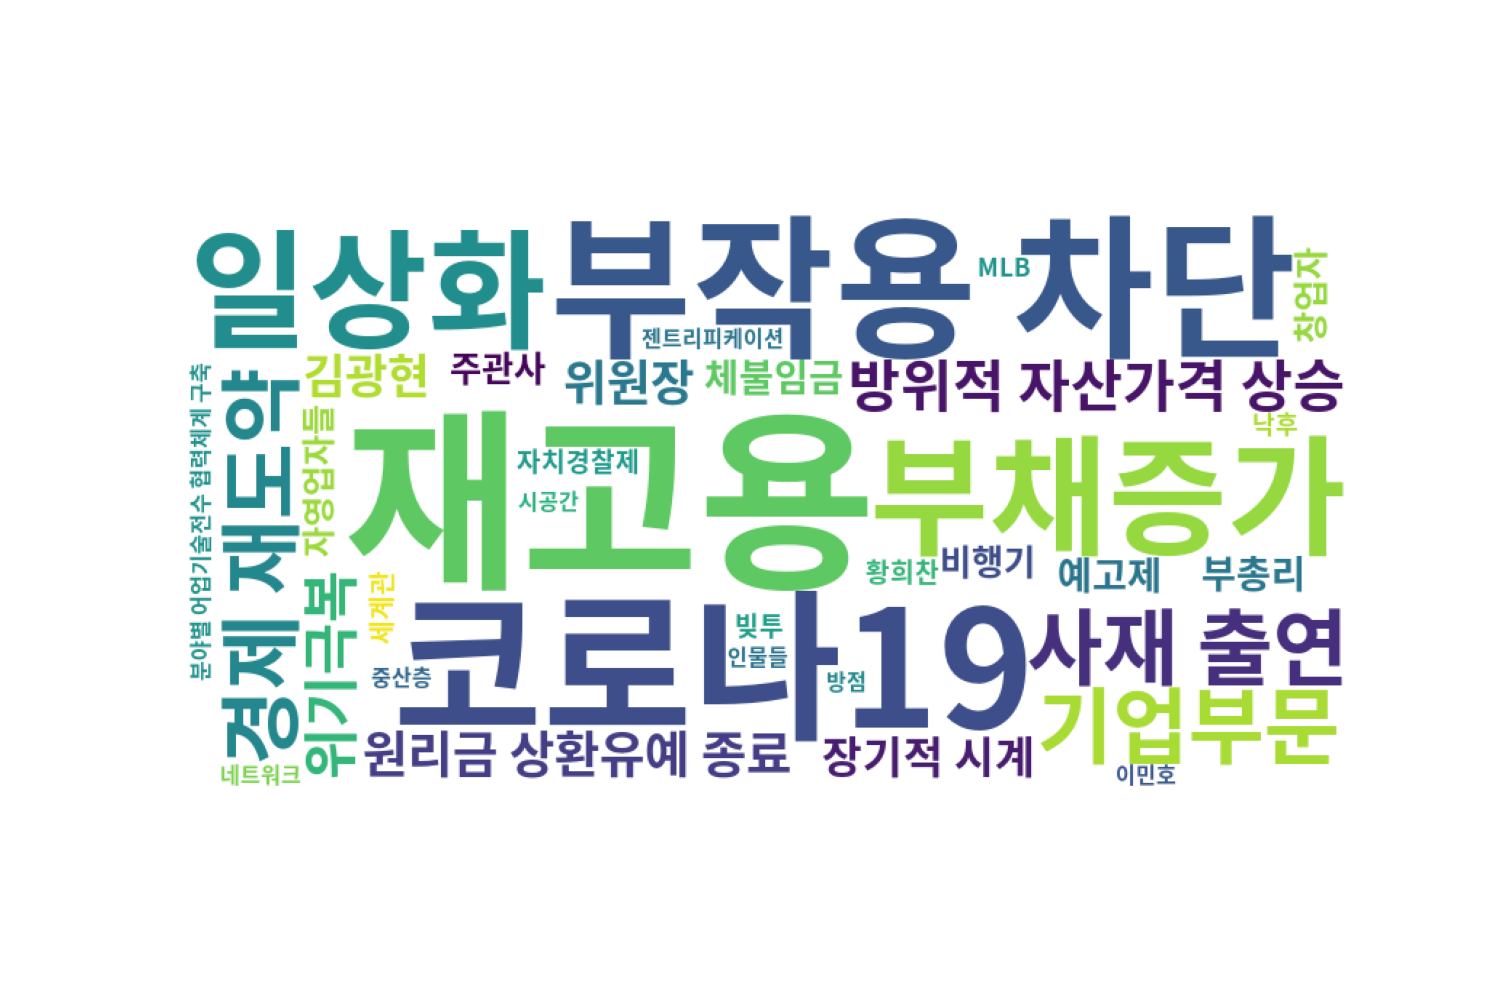 일상화
부작용 차단
MLB
창업자
젠트리피케이션
김광현
주관사
위원장
체불임금
방위적 자산가격 상승
분야별 어업기술전수 협력체계 구축
경제 재도약
자영업자들
재고용
자치경찰제
시공간
부채증가
낙후
황희찬
비행기
예고제
부총리
위기극복
세계관
중산층
코로나19
빚투
인물들
방점
사재 출연
기업부문
원리금 상환유예 종료
장기적 시계
네트워크
이민호